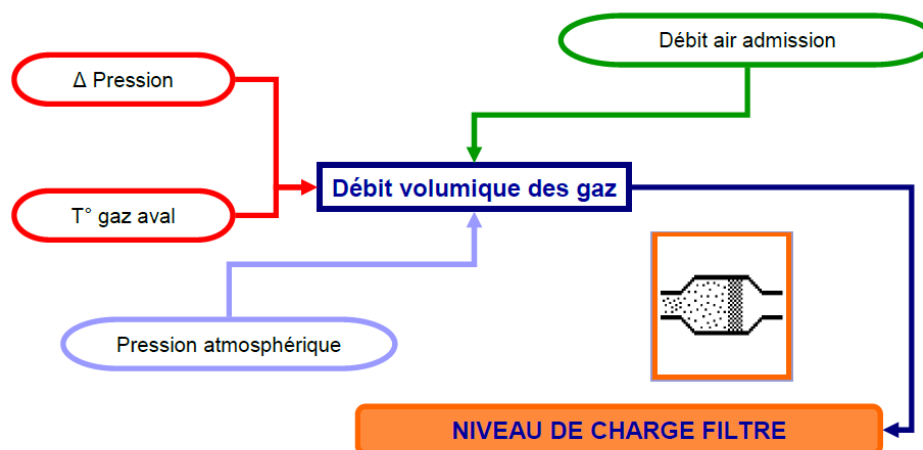 Débit air admission
Δ Pression
Débit volumique des gaz
T° gaz aval
Pression atmosphérique
NIVEAU DE CHARGE FILTRE